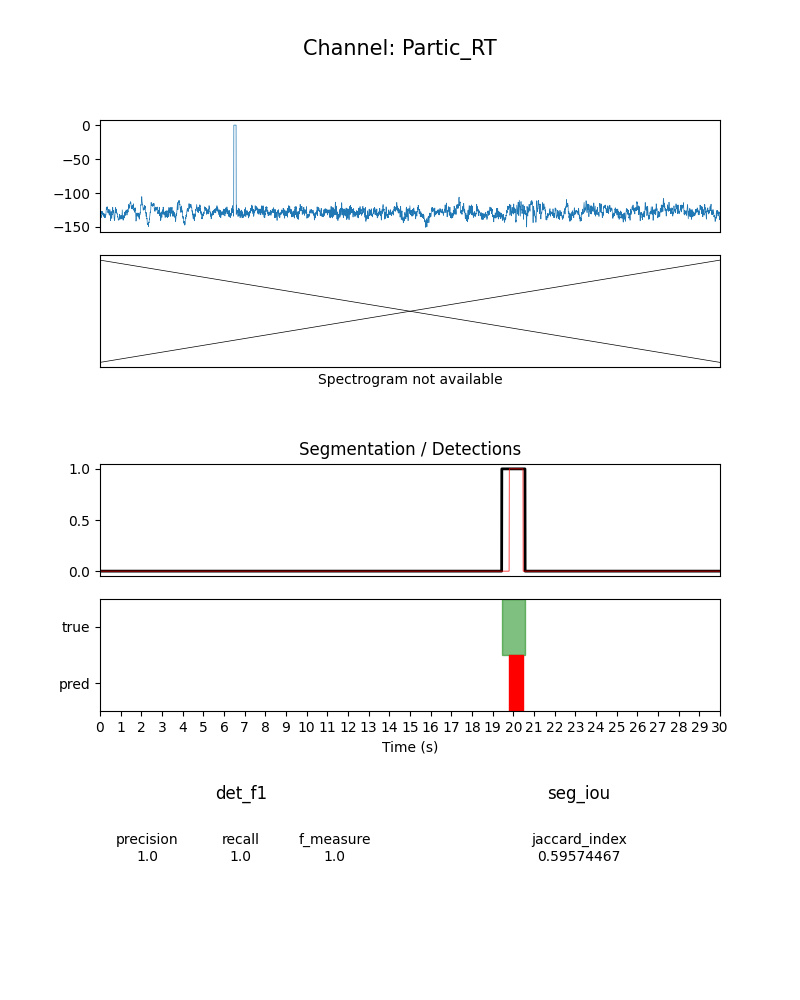 Channel: Partic_RT
0
−50
−100
−150
Spectrogram not available
Segmentation / Detections
1.0
0.5
0.0
true
pred
0 1 2 3 4 5 6 7 8 9 10 11 12 13 14 15 16 17 18 19 20 21 22 23 24 25 26 27 28 29 30
Time (s)
det_f1 seg_iou
precision recall f_measure jaccard_index
1.0 1.0 1.0 0.59574467